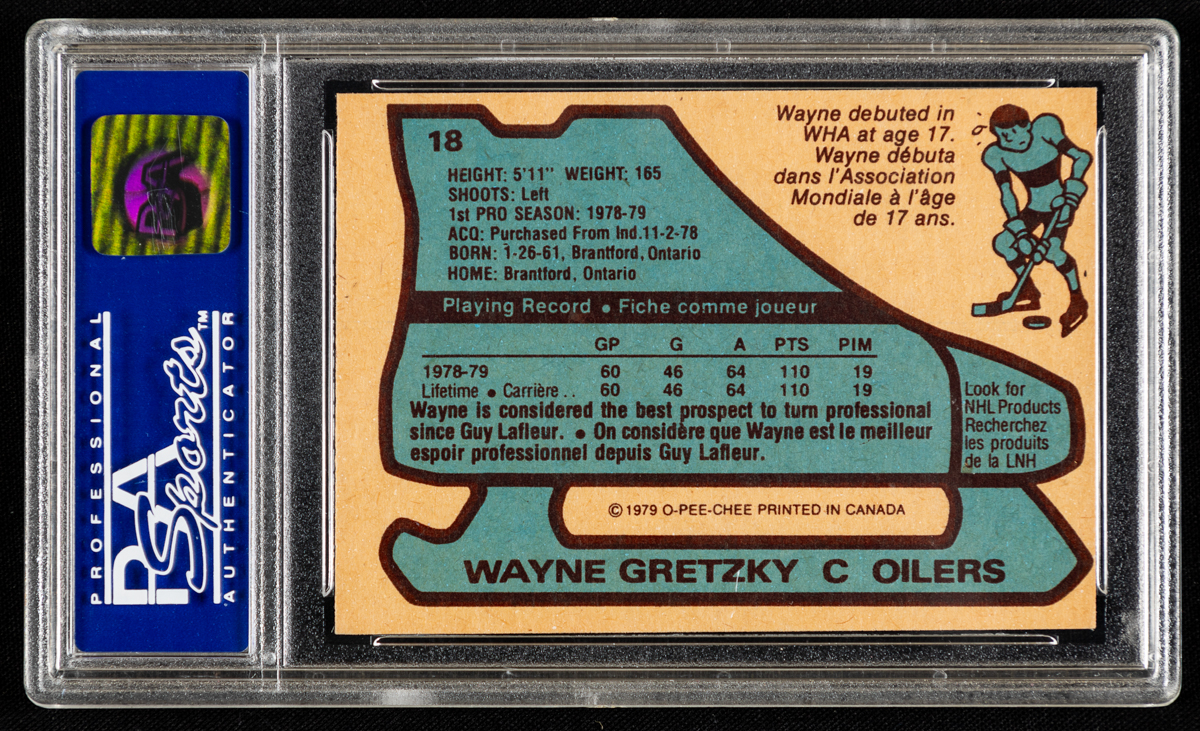 PROFESSIONAL
PSA
Sports™
AUTHENTICATOR
18
HEIGHT: 5'11" WEIGHT: 165
SHOOTS: Left
1st PRO SEASON: 1978-79
ACQ: Purchased From Ind.11-2-78
BORN: 1-26-61, Brantford, Ontario
HOME: Brantford, Ontario
Wayne debuted in
WHA at age 17.
Wayne débuta
dans l'Association
Mondiale à l'âge
de 17 ans.
Playing Record • Fiche comme joueur
GP G A PTS PIM
1978-79 60 46 64 110 19
Lifetime • Carrière . . 60 46 64 110 19
Wayne is considered the best prospect to turn professional
since Guy Lafleur. • On considère que Wayne est le meilleur
espoir professionnel depuis Guy Lafleur.
Look for
NHL Products
Recherchez
les produits
de la LNH
© 1979 O-PEE-CHEE PRINTED IN CANADA
WAYNE GRETZKY C OILERS